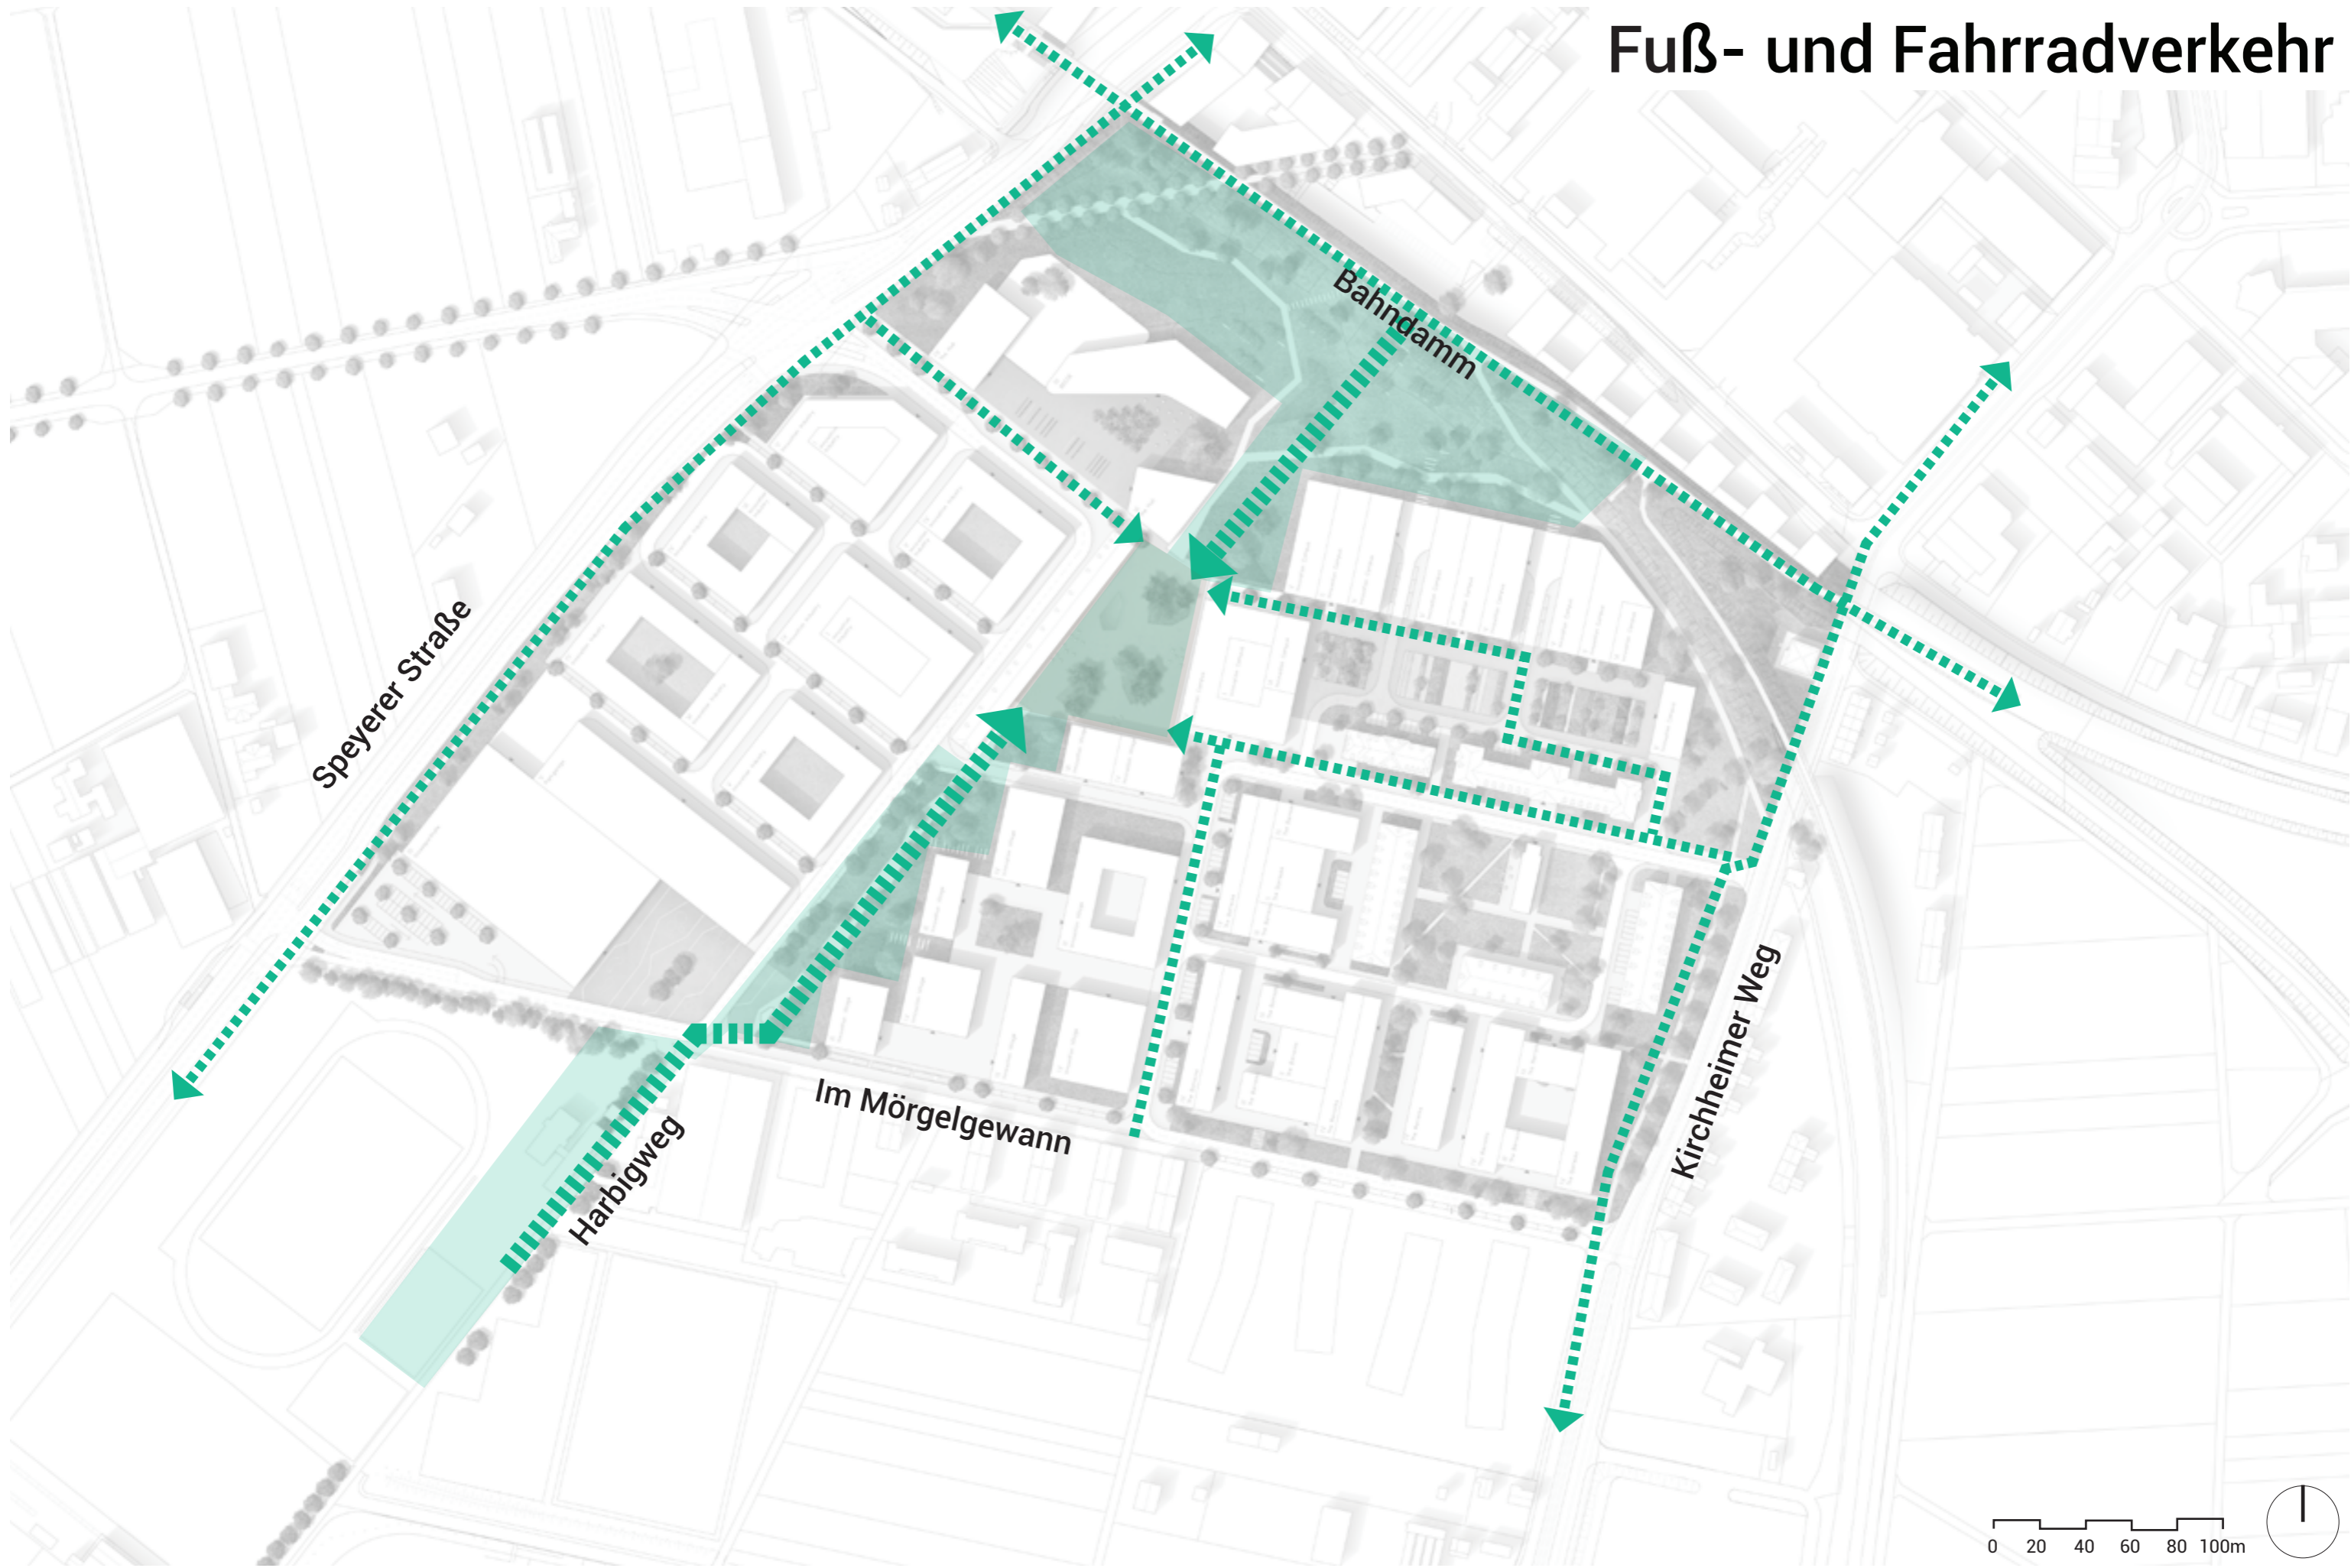 Fuß- und Fahrradverkehr
Bahndamm
Speyerer Straße
Im Mörgelgewann
Harbigweg
Kirchheimer Weg
0 20 40 60 80 100m